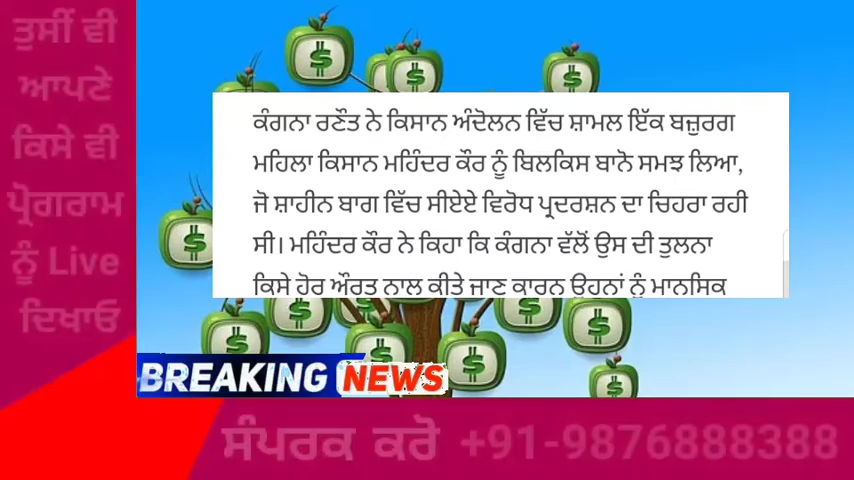 ਤੁਸੀਂ ਵੀ
ਆਪਣੇ
ਕਿਸੇ ਵੀ
ਪ੍ਰੋਗਰਾਮ
ਨੂੰ Live
ਦਿਖਾਓ
ਕੰਗਨਾ ਰਣੌਤ ਨੇ ਕਿਸਾਨ ਅੰਦੋਲਨ ਵਿੱਚ ਸ਼ਾਮਲ ਇੱਕ ਬਜ਼ੁਰਗ
ਮਹਿਲਾ ਕਿਸਾਨ ਮਹਿੰਦਰ ਕੌਰ ਨੂੰ ਬਿਲਕਿਸ ਬਾਨੋ ਸਮਝ ਲਿਆ,
ਜੋ ਸ਼ਾਹੀਨ ਬਾਗ ਵਿੱਚ ਸੀਏਏ ਵਿਰੋਧ ਪ੍ਰਦਰਸ਼ਨ ਦਾ ਚਿਹਰਾ ਰਹੀ
ਸੀ। ਮਹਿੰਦਰ ਕੌਰ ਨੇ ਕਿਹਾ ਕਿ ਕੰਗਨਾ ਵੱਲੋਂ ਉਸ ਦੀ ਤੁਲਨਾ
ਕਿਸੇ ਹੋਰ ਔਰਤ ਨਾਲ ਕੀਤੇ ਜਾਣ ਕਾਰਨ ਉਹਨਾਂ ਨੂੰ ਮਾਨਸਿਕ
BREAKING NEWS
ਸੰਪਰਕ ਕਰੋ +91-9876888388